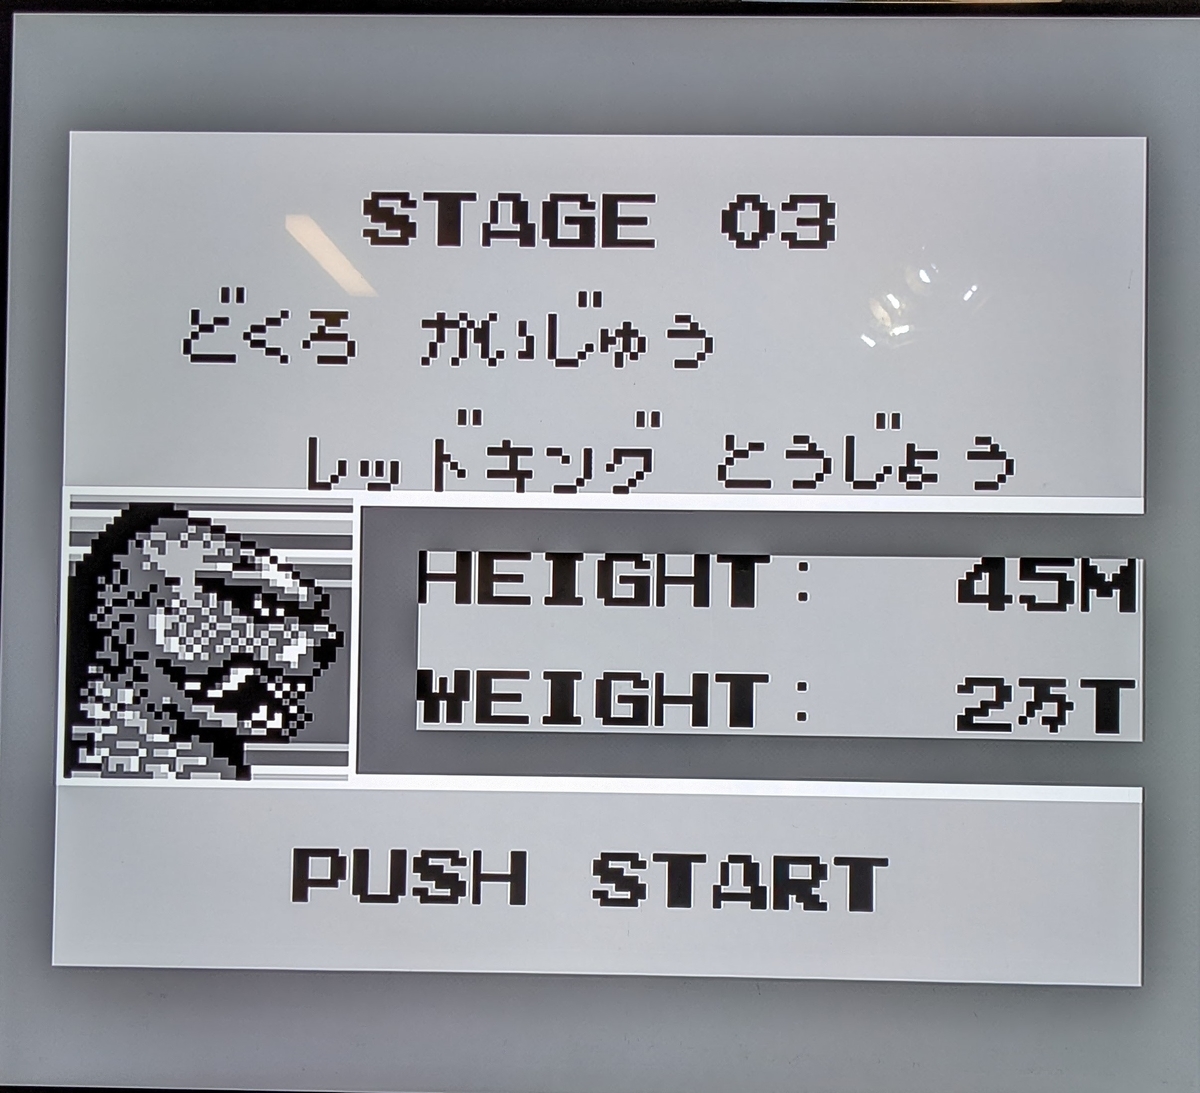 STAGE 03
どくろ がいじゅう
レッドキング とうじょう
HEIGHT: 45M
WEIGHT: 2万T
PUSH START